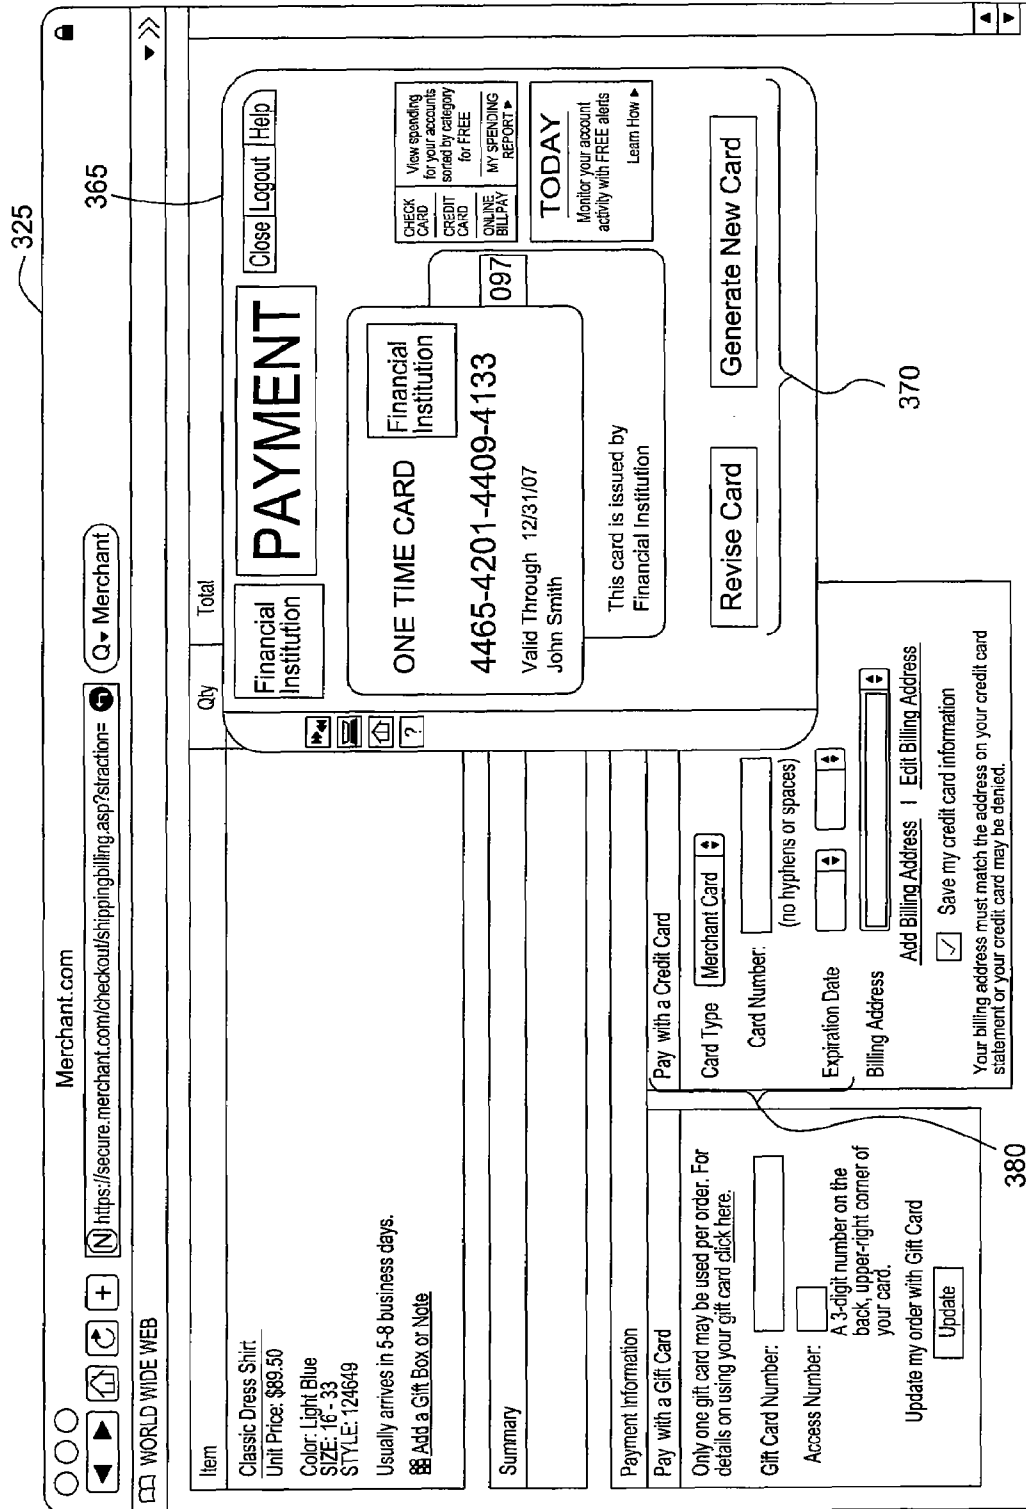 325
Merchant.com
https://secure.merchant.com/checkout/shippingbilling.asp?straction=
Q Merchant
WORLD WIDE WEB
Item
Qty
Total
Classic Dress Shirt
Unit Price: $89.50
Color: Light Blue
SIZE: 16 - 33
STYLE: 124649
Usually arrives in 5-8 business days.
Add a Gift Box or Note
Summary
365
Close
Logout
Help
Financial
Institution
PAYMENT
?
ONE TIME CARD
Financial
Institution
4465-4201-4409-4133
097
Valid Through 12/31/07
John Smith
This card is issued by
Financial Institution
CHECK
CARD
CREDIT
CARD
ONLINE
BILLPAY
View spending
for your accounts
sorted by category
for FREE
MY SPENDING
REPORT
TODAY
Monitor your account
activity with FREE alerts
Learn How
Revise Card
Generate New Card
370
Payment Information
Pay with a Gift Card
Only one gift card may be used per order. For
details on using your gift card click here.
Gift Card Number:
Access Number:
A 3-digit number on the
back, upper-right corner of
your card.
Update my order with Gift Card
Update
Pay with a Credit Card
Card Type
Merchant Card
Card Number:
(no hyphens or spaces)
Expiration Date
Billing Address
Add Billing Address | Edit Billing Address
Save my credit card information
Your billing address must match the address on your credit card
statement or your credit card may be denied.
380